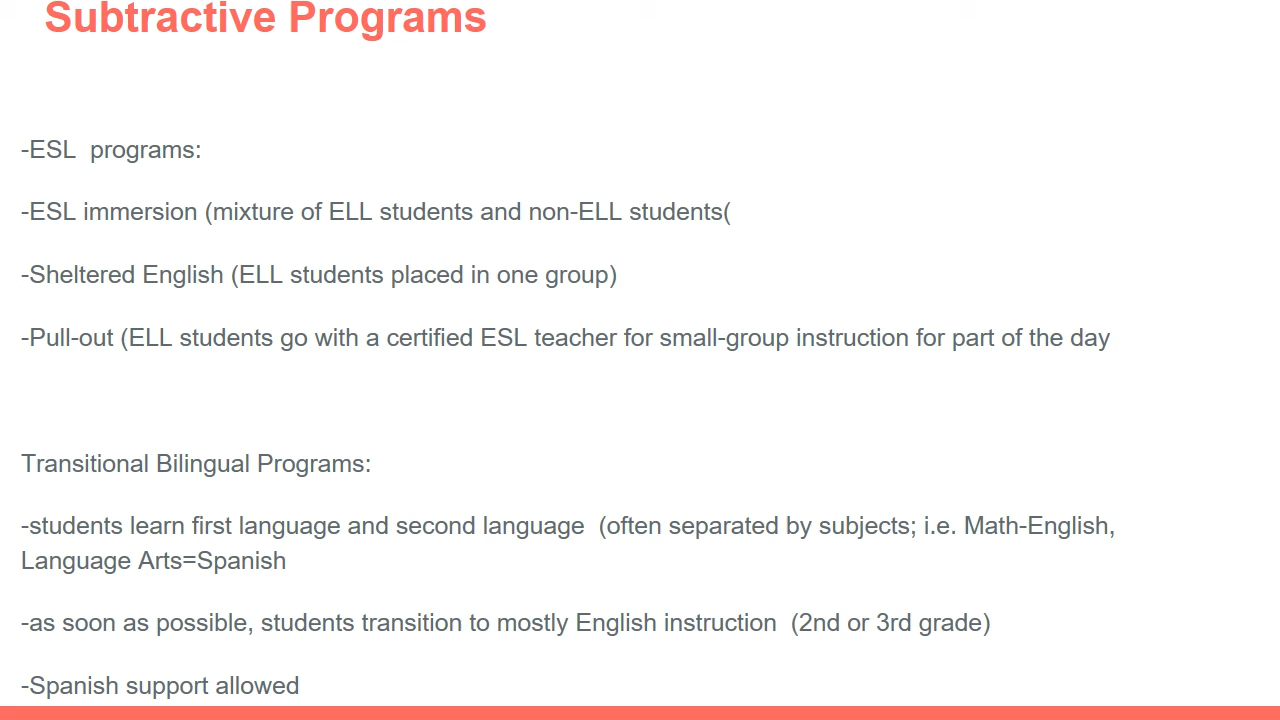 Subtractive Programs
-ESL  programs:
-ESL immersion (mixture of ELL students and non-ELL students(
-Sheltered English (ELL students placed in one group)
-Pull-out (ELL students go with a certified ESL teacher for small-group instruction for part of the day
Transitional Bilingual Programs:
-students learn first language and second language  (often separated by subjects; i.e. Math-English,
Language Arts=Spanish
-as soon as possible, students transition to mostly English instruction  (2nd or 3rd grade)
-Spanish support allowed